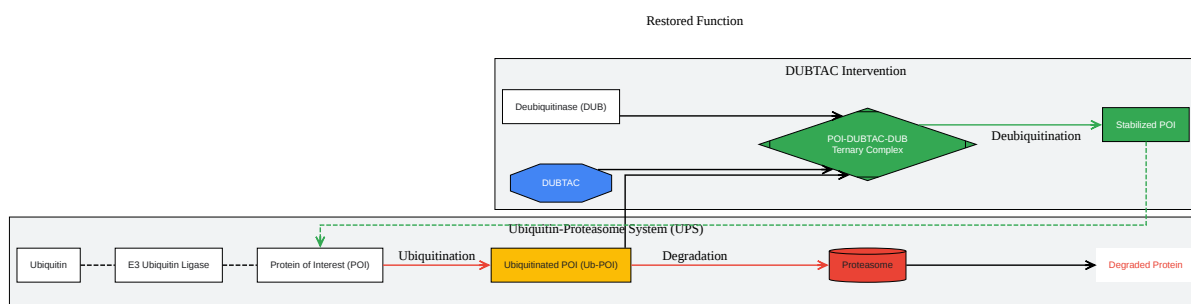 Restored Function
DUBTAC Intervention
Deubiquitinase (DUB)
POI-DUBTAC-DUB
Ternary Complex
Deubiquitination
Stabilized POI
DUBTAC
Ubiquitin-Proteasome System (UPS)
Ubiquitin
E3 Ubiquitin Ligase
Protein of Interest (POI)
Ubiquitination
Ubiquitinated POI (Ub-POI)
Degradation
Proteasome
Degraded Protein